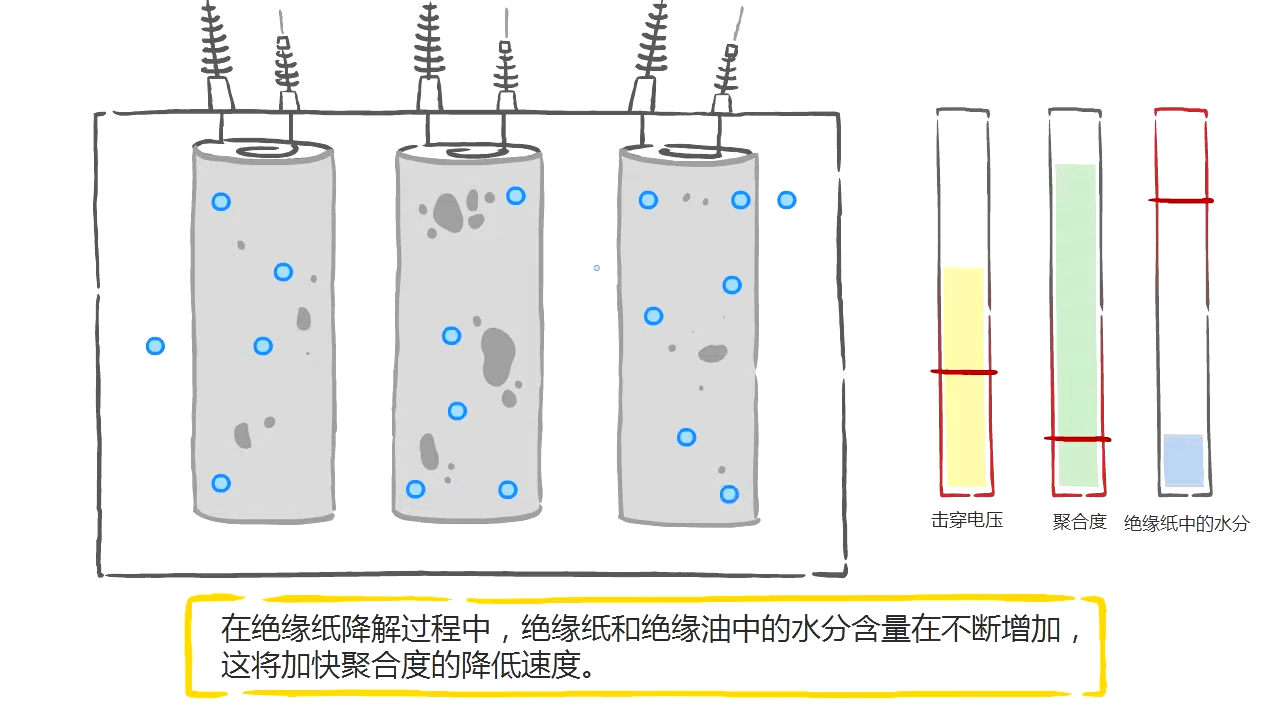 击穿电压
聚合度
绝缘纸中的水分
在绝缘纸降解过程中，绝缘纸和绝缘油中的水分含量在不断增加，
这将加快聚合度的降低速度。